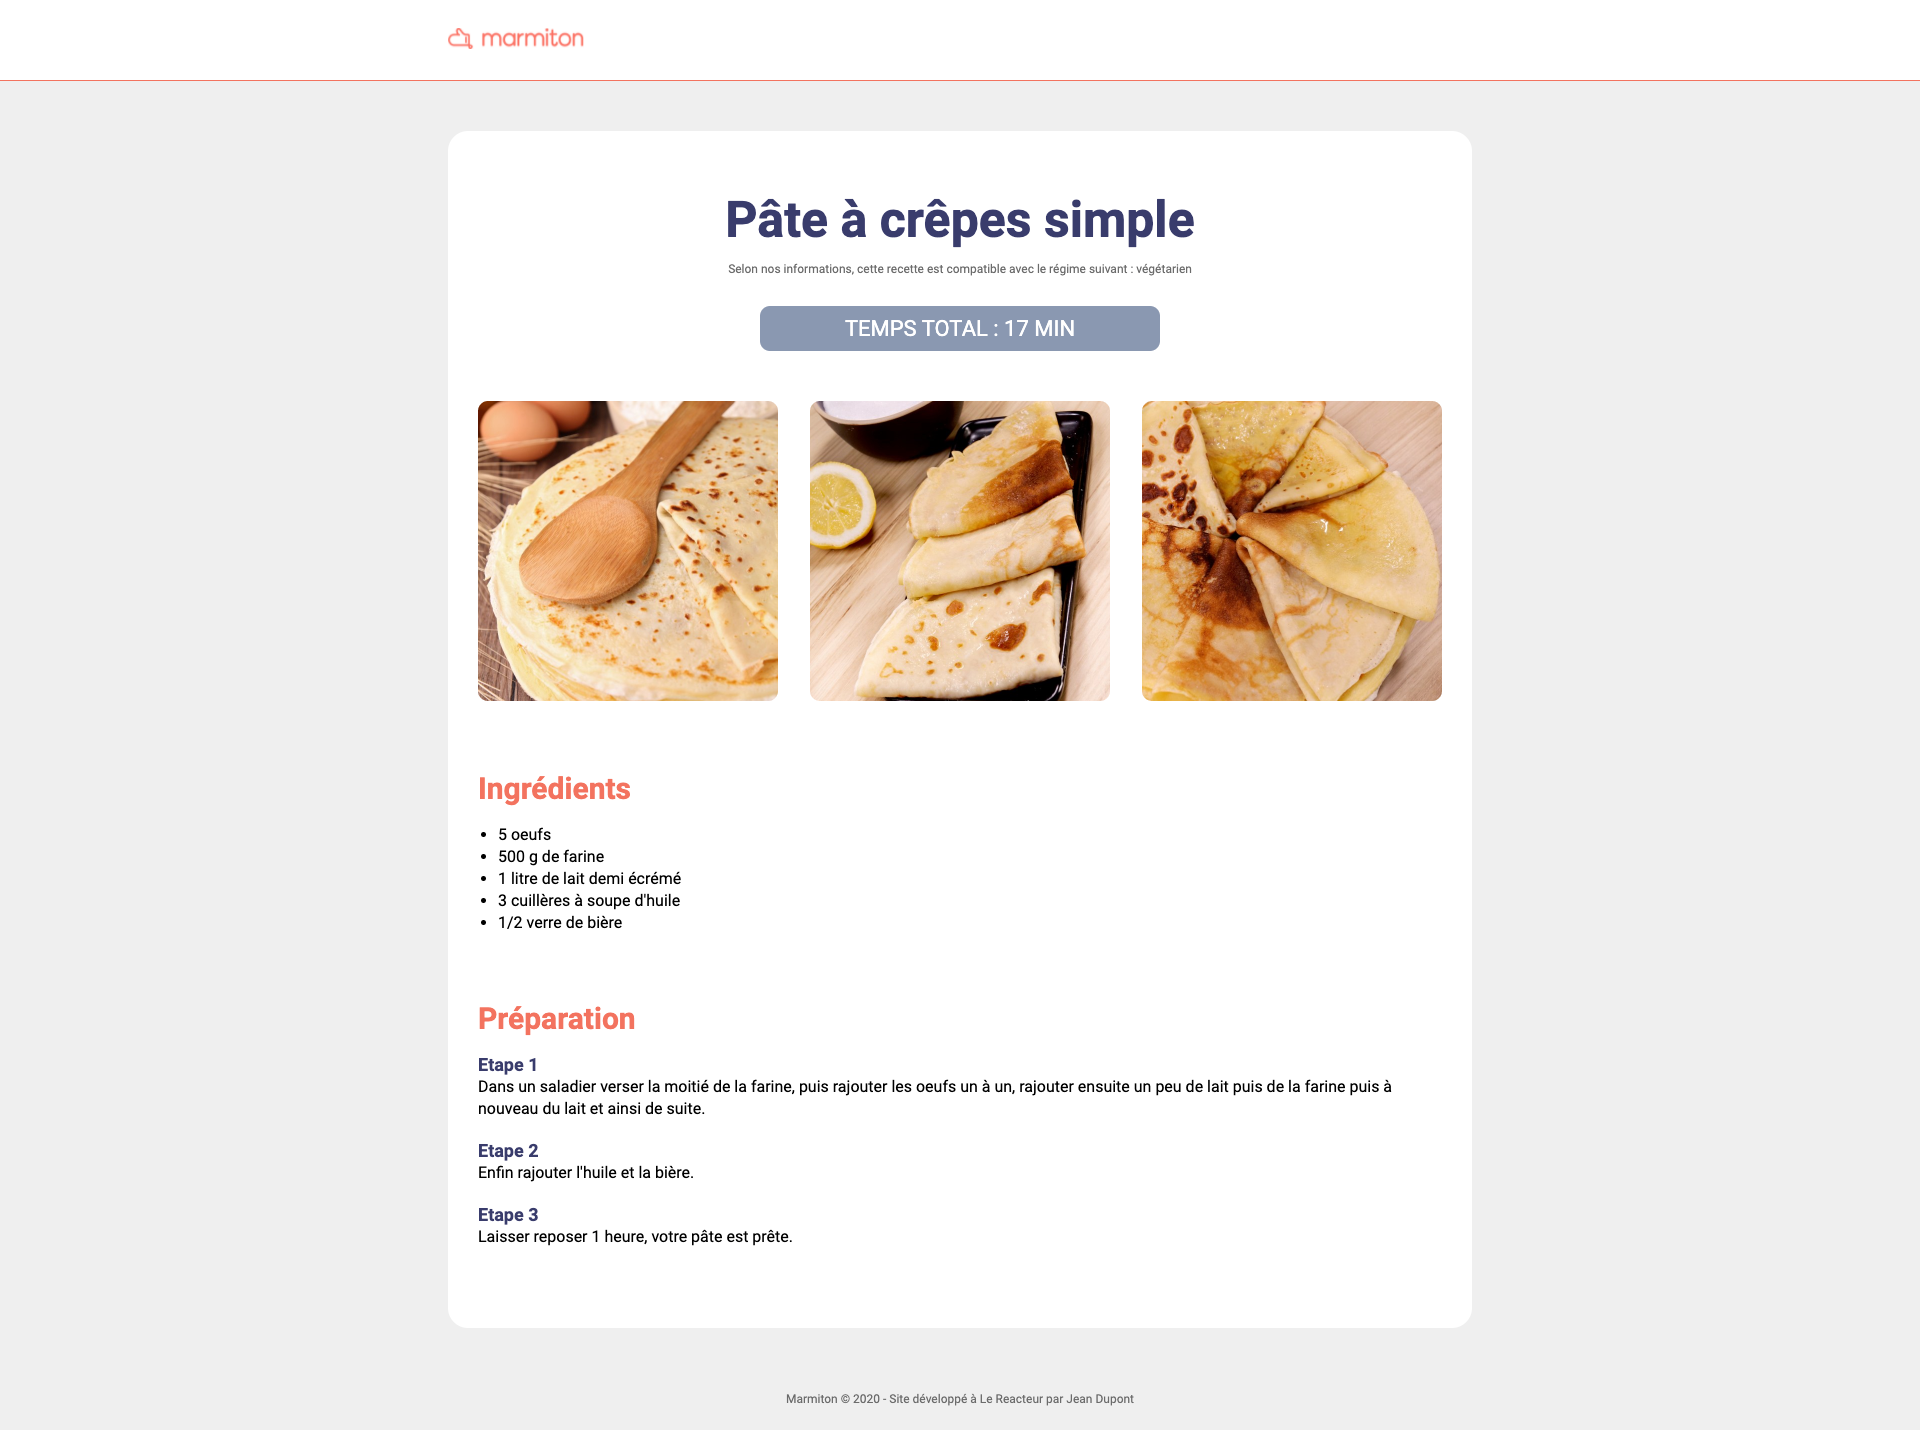 marmiton
Pâte à crêpes simple
Selon nos informations, cette recette est compatible avec le régime suivant : végétarien
TEMPS TOTAL : 17 MIN
Ingrédients
• 5 oeufs
• 500 g de farine
• 1 litre de lait demi écrémé
• 3 cuillères à soupe d'huile
• 1/2 verre de bière
Préparation
Etape 1
Dans un saladier verser la moitié de la farine, puis rajouter les oeufs un à un, rajouter ensuite un peu de lait puis de la farine puis à
nouveau du lait et ainsi de suite.
Etape 2
Enfin rajouter l'huile et la bière.
Etape 3
Laisser reposer 1 heure, votre pâte est prête.
Marmiton © 2020 - Site développé à Le Reacteur par Jean Dupont